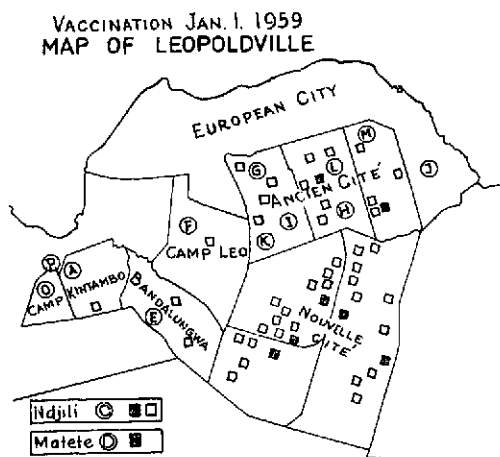 VACCINATION JAN. 1. 1959
MAP OF LEOPOLDVILLE
EUROPEAN CITY
M
G
L
J
ANCIEN CITÉ
F
I
H
K
CAMP LEO
P
A
O
CAMP
KINTAMBO
BANDALUNGWA
E
NOUVELLE
CITÉ
Ndjili C
Matete D